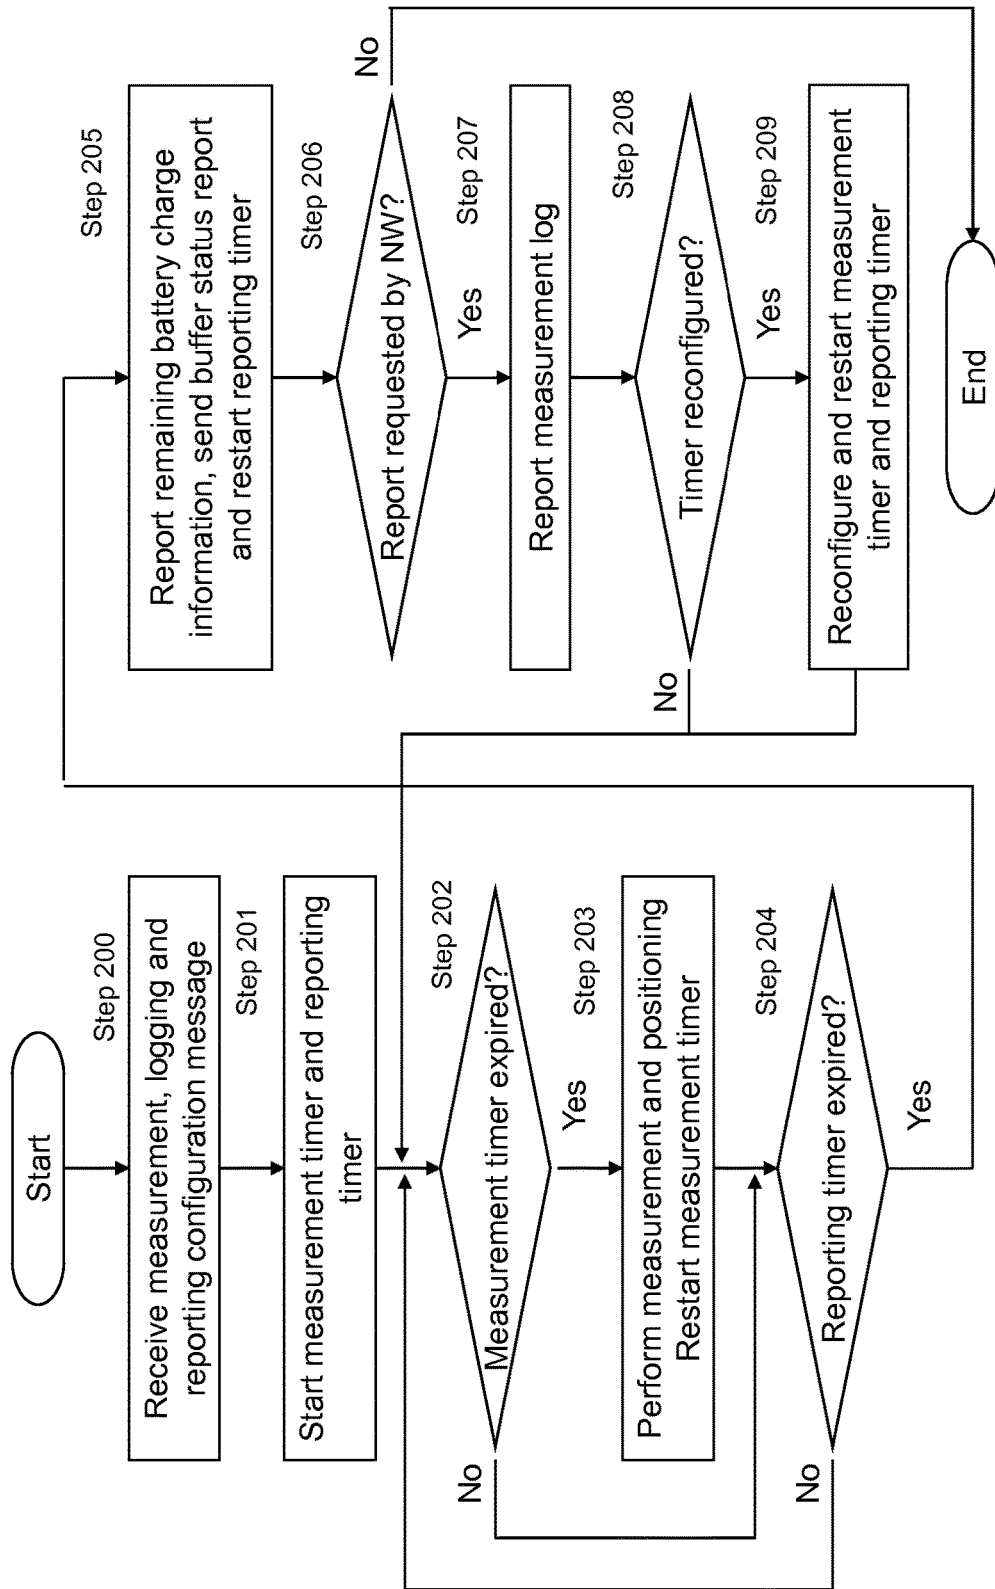 Start
Step 200
Receive measurement, logging and
reporting configuration message
Step 201
Start measurement timer and reporting
timer
Step 202
Measurement timer expired?
No
Yes
Step 203
Perform measurement and positioning
Restart measurement timer
Step 204
Reporting timer expired?
No
Yes
Step 205
Report remaining battery charge
information, send buffer status report
and restart reporting timer
Step 206
Report requested by NW?
No
Yes
Step 207
Report measurement log
Step 208
Timer reconfigured?
No
Yes
Step 209
Reconfigure and restart measurement
timer and reporting timer
End